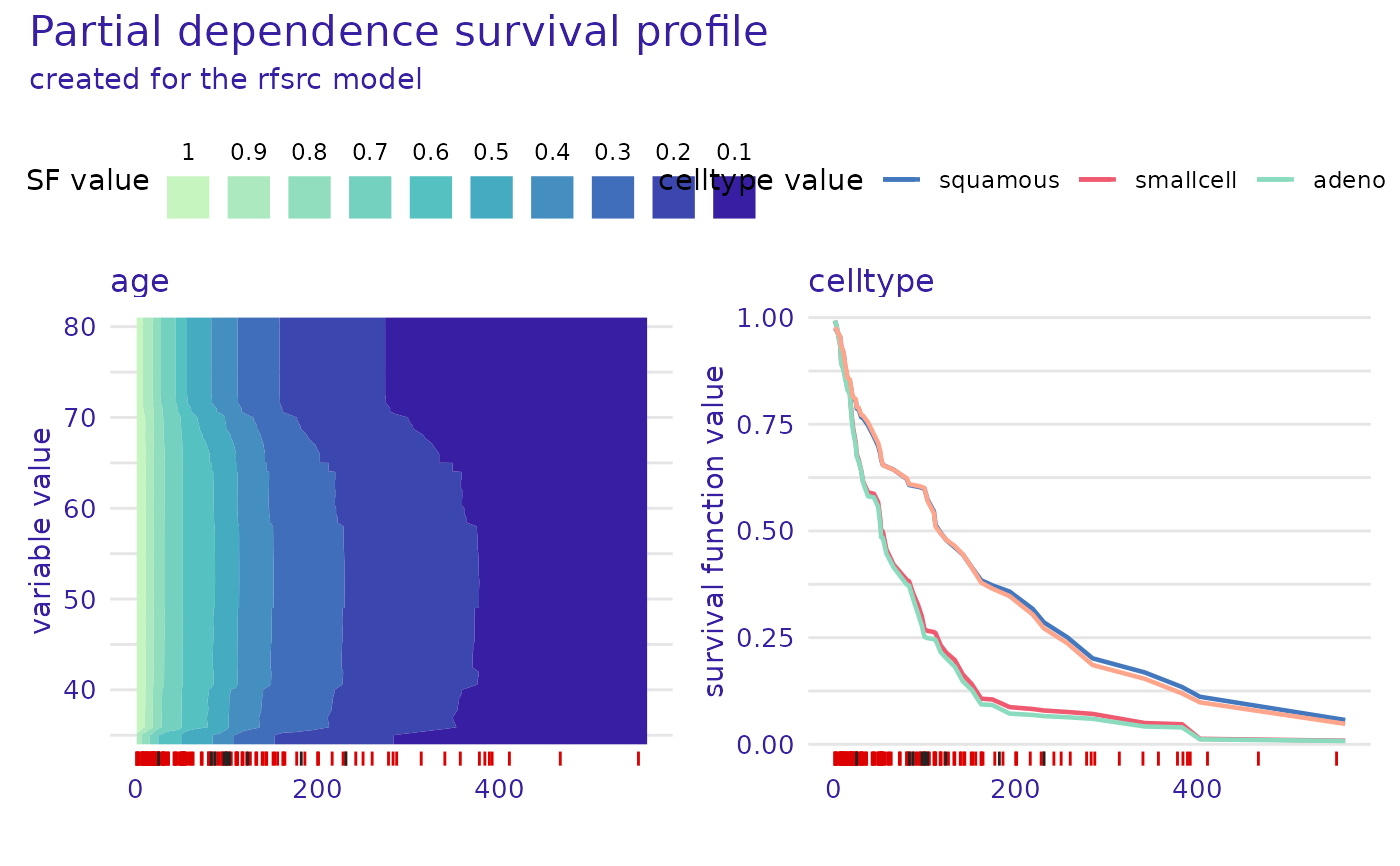 Partial dependence survival profile
created for the rfsrc model
1 0.9 0.8 0.7 0.6 0.5 0.4 0.3 0.2 0.1
SF value
celltype value squamous smallcell adeno
age
80
70
60
50
40
variable value
0 200 400
celltype
1.00
0.75
0.50
0.25
0.00
survival function value
0 200 400